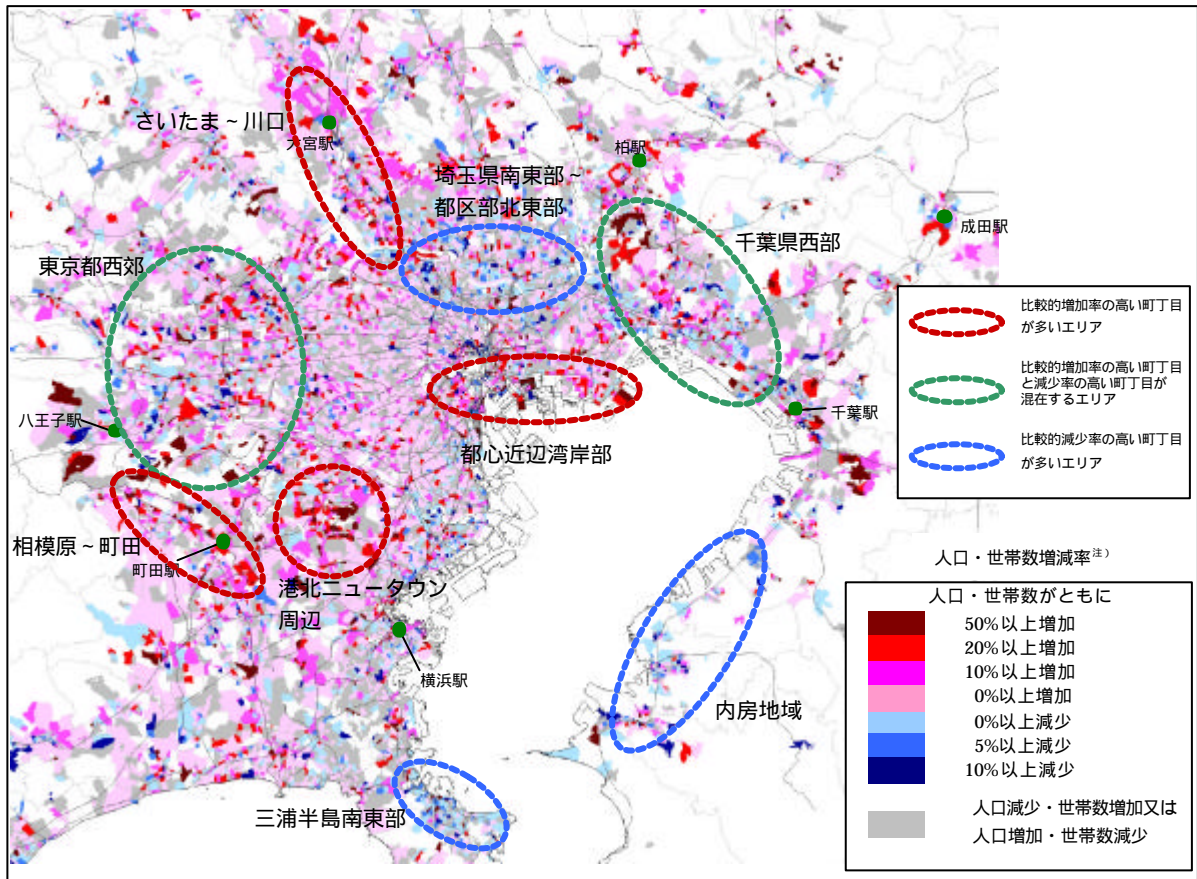 さいたま～川口
大宮駅
柏駅
埼玉県南東部～
都区部北東部
成田駅
千葉県西部
東京都西郊
比較的増加率の高い町丁目
が多いエリア
比較的増加率の高い町丁目
と減少率の高い町丁目が
混在するエリア
比較的減少率の高い町丁目
が多いエリア
八王子駅
千葉駅
都心近辺湾岸部
相模原～町田
町田駅
港北ニュータウン
周辺
横浜駅
内房地域
三浦半島南東部
人口・世帯数増減率注）
人口・世帯数がともに
50%以上増加
20%以上増加
10%以上増加
0%以上増加
0%以上減少
5%以上減少
10%以上減少
人口減少・世帯数増加又は
人口増加・世帯数減少